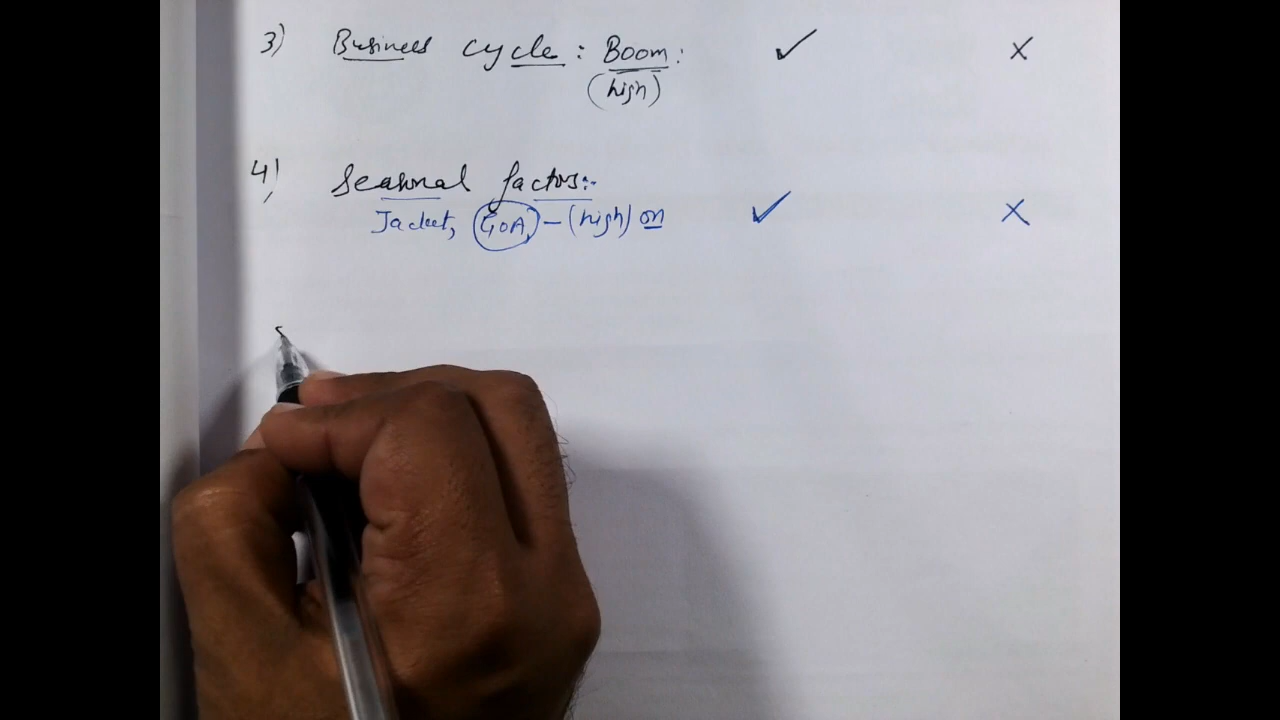 3) Business cycle : Boom : ✓ ×
(high)
4) Seasonal factors:-
Jacket, GOA - (high) on ✓ ×